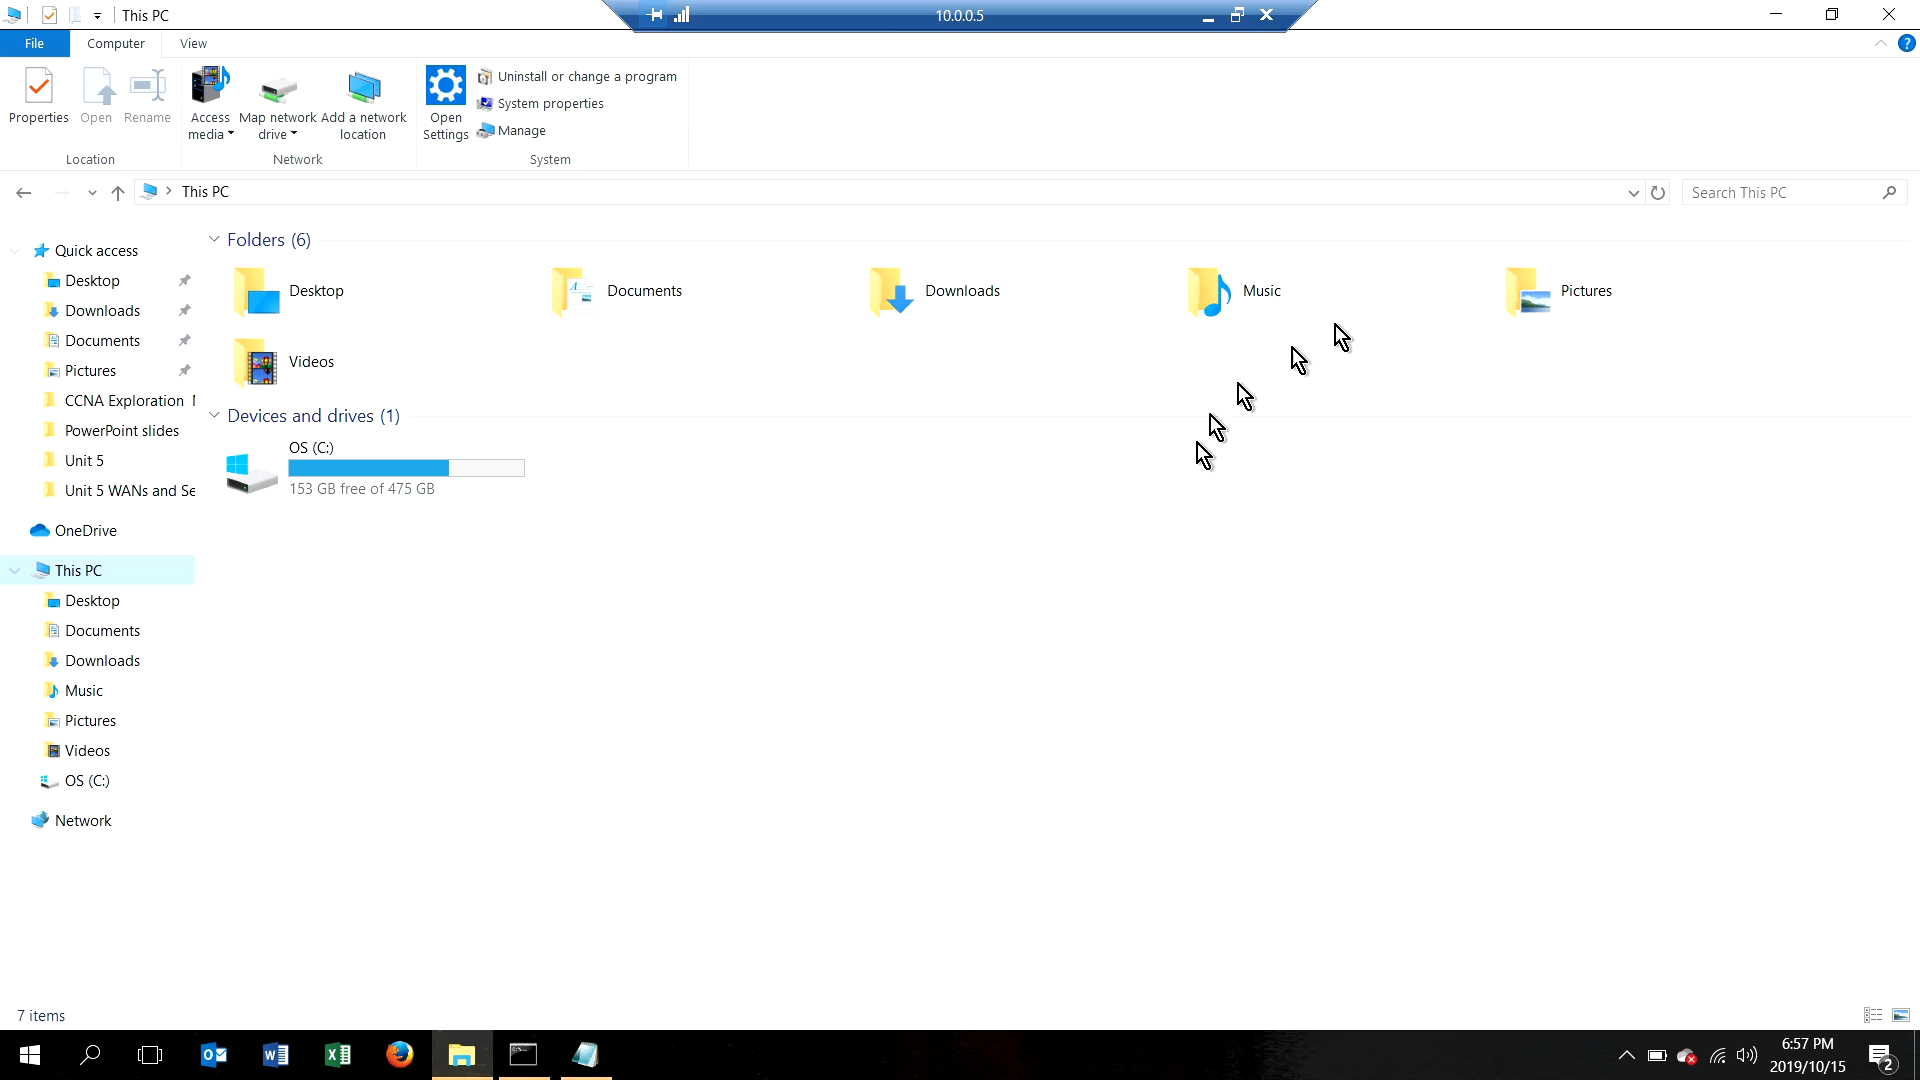 This PC
10.0.0.5
File
Computer
View
Properties
Open
Rename
Access
media
Map network
drive
Add a network
location
Open
Settings
Uninstall or change a program
System properties
Manage
Location
Network
System
This PC
Search This PC
Quick access
Desktop
Downloads
Documents
Pictures
CCNA Exploration
PowerPoint slides
Unit 5
Unit 5 WANs and Se
OneDrive
This PC
Desktop
Documents
Downloads
Music
Pictures
Videos
OS (C:)
Network
Folders (6)
Desktop
Documents
Downloads
Music
Pictures
Videos
Devices and drives (1)
OS (C:)
153 GB free of 475 GB
7 items
6:57 PM
2019/10/15
2